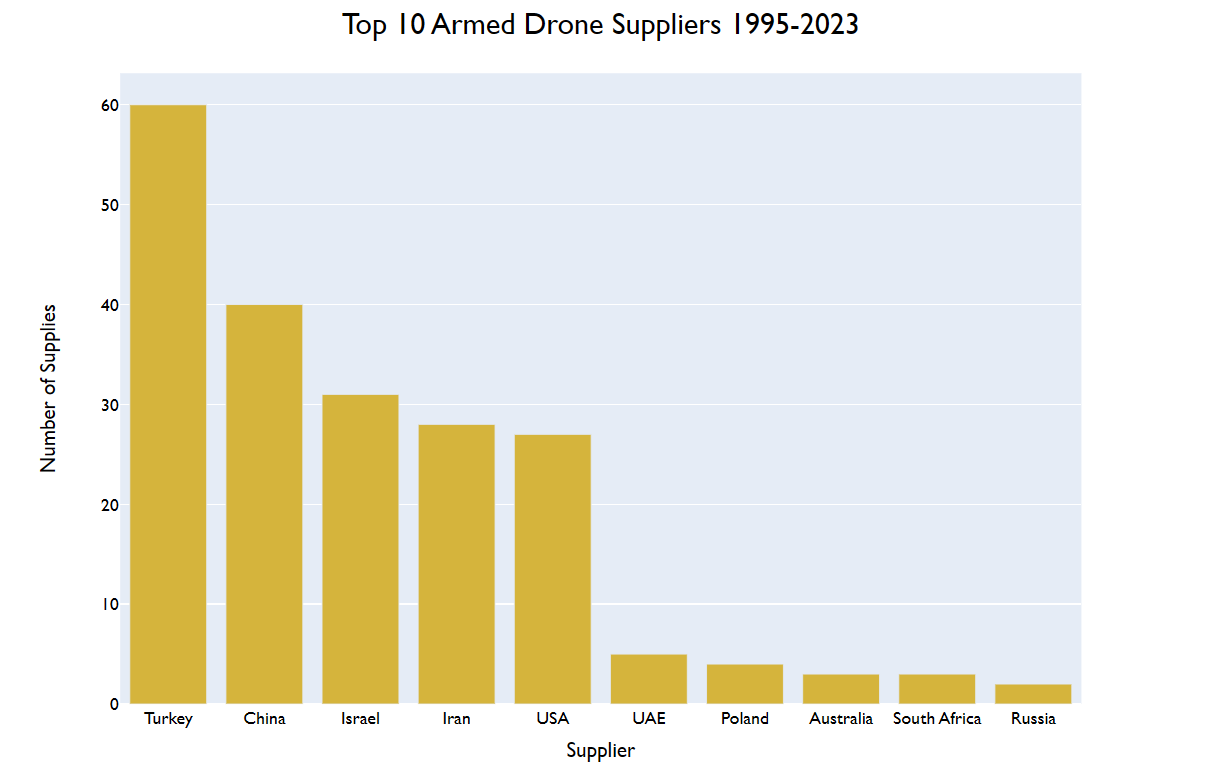 Top 10 Armed Drone Suppliers 1995-2023
Number of Supplies
60
50
40
30
20
10
0
Turkey China Israel Iran USA UAE Poland Australia South Africa Russia
Supplier